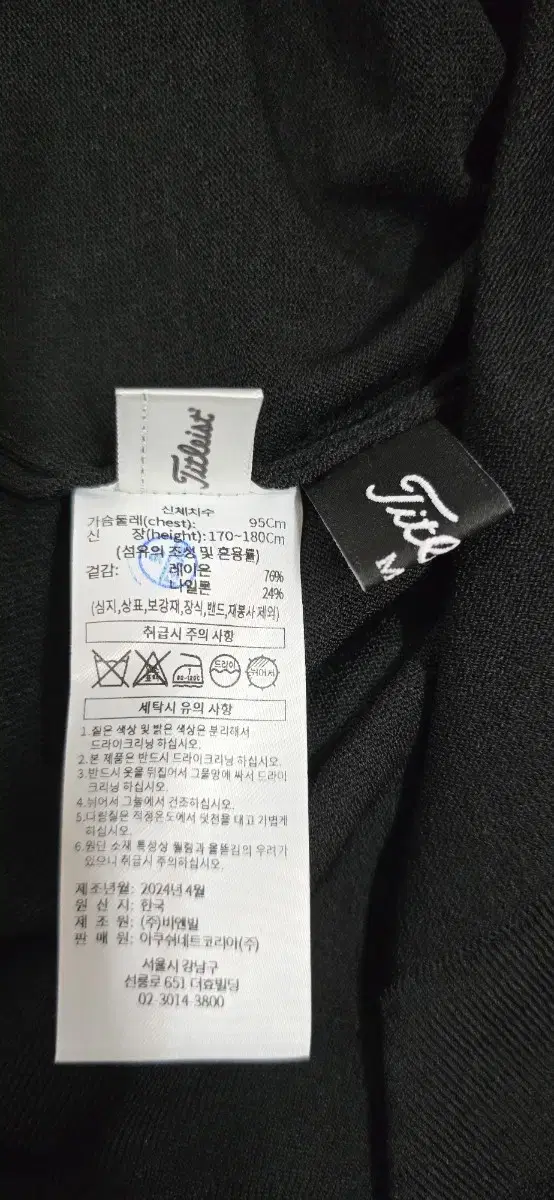 Titleist
Titl
M
신체치수
가슴둘레(chest): 95Cm
신 장(height):170~180Cm
(섬유의 조성 및 혼용률)
겉감: 레이온 76%
나일론 24%
(심지,상표,보강재,장식,밴드,재봉사 제외)
취급시 주의 사항
드라이
뉘어서
세탁시 유의 사항
1.짙은 색상 및 밝은 색상은 분리해서
드라이크리닝 하십시오.
2.본 제품은 반드시 드라이크리닝 하십시오.
3.반드시 옷을 뒤집어서 그물망에 싸서 드라이
크리닝 하십시오.
4.뉘어서 그늘에서 건조하십시오.
5.다림질은 적정온도에서 덧천을 대고 가볍게
하십시오.
6.원단 소재 특성상 필링과 올뜯김의 우려가
있으니 취급시 주의하십시오.
제조년월: 2024년 4월
원 산 지: 한국
제 조 원: (주)비앤빌
판 매 원: 아쿠쉬네트코리아(주)
서울시 강남구
선릉로 651 더효빌딩
02-3014-3800